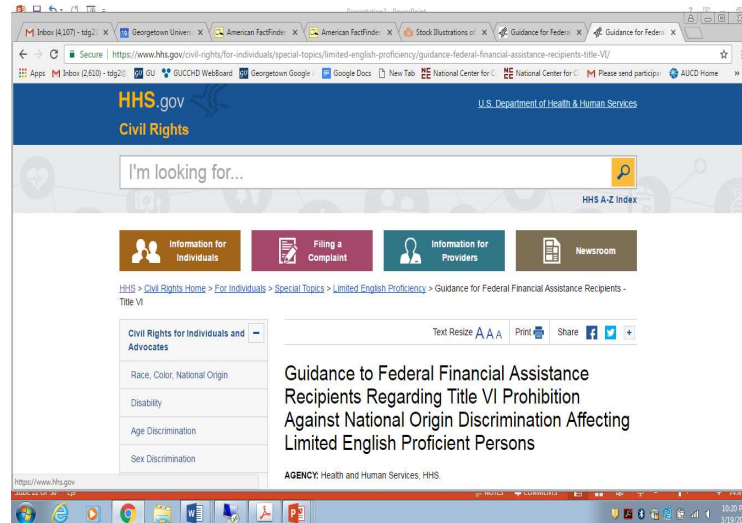 Presentation1 - PowerPoint
M Inbox (4,107) - tdg2
Georgetown Univers
American FactFinder
American FactFinder
Stock Illustrations of
Guidance for Federa
Guidance for Federa
Secure | https://www.hhs.gov/civil-rights/for-individuals/special-topics/limited-english-proficiency/guidance-federal-financial-assistance-recipients-title-VI/
Apps
Inbox (2,610) - tdg2
GU
GUCCHD WebBoard
Georgetown Google
Google Docs
New Tab
National Center for C
National Center for C
Please send particip
AUCD Home
»
HHS.gov
U.S. Department of Health & Human Services
Civil Rights
I'm looking for...
HHS A-Z Index
Information for
Individuals
Filing a
Complaint
Information for
Providers
Newsroom
HHS > Civil Rights Home > For Individuals > Special Topics > Limited English Proficiency > Guidance for Federal Financial Assistance Recipients -
Title VI
Civil Rights for Individuals and
Advocates
Race, Color, National Origin
Disability
Age Discrimination
Sex Discrimination
Text Resize A A A
Print
Share
Guidance to Federal Financial Assistance
Recipients Regarding Title VI Prohibition
Against National Origin Discrimination Affecting
Limited English Proficient Persons
AGENCY: Health and Human Services, HHS.
https://www.hhs.gov
NOTES
COMMENTS
10:20 P